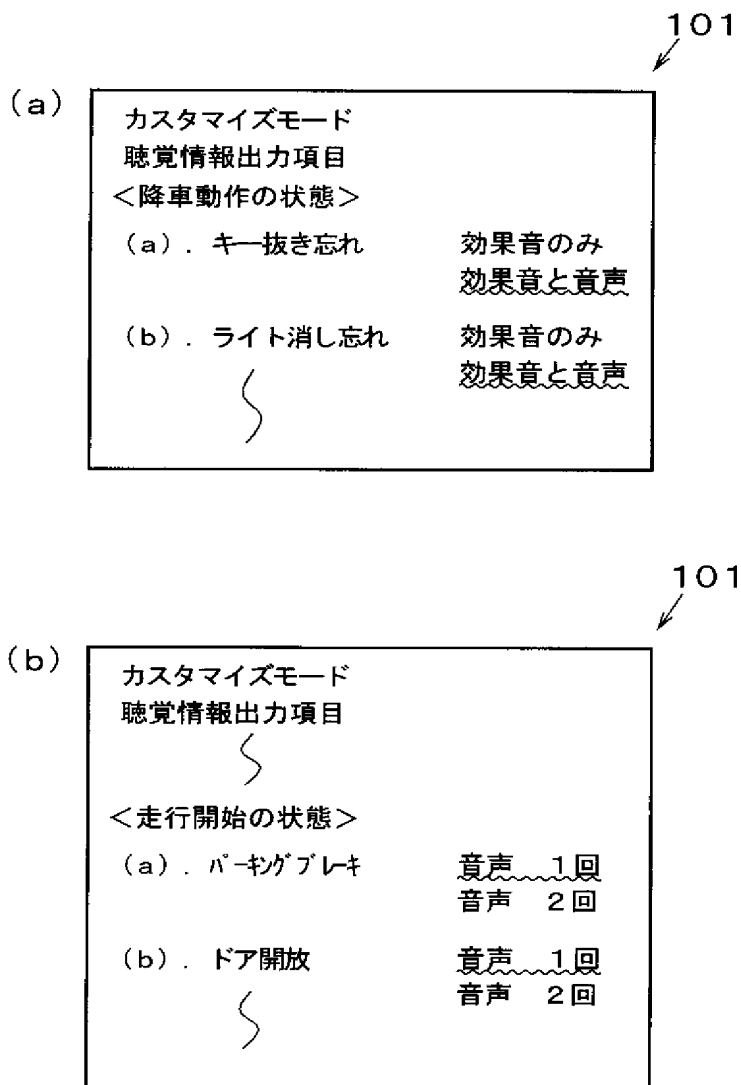 101
(a)
カスタマイズモード
聴覚情報出力項目
＜降車動作の状態＞
(a). キー抜き忘れ 効果音のみ
効果音と音声
(b). ライト消し忘れ 効果音のみ
効果音と音声
101
(b)
カスタマイズモード
聴覚情報出力項目
＜走行開始の状態＞
(a). パーキングブレーキ 音声 1回
音声 2回
(b). ドア開放 音声 1回
音声 2回